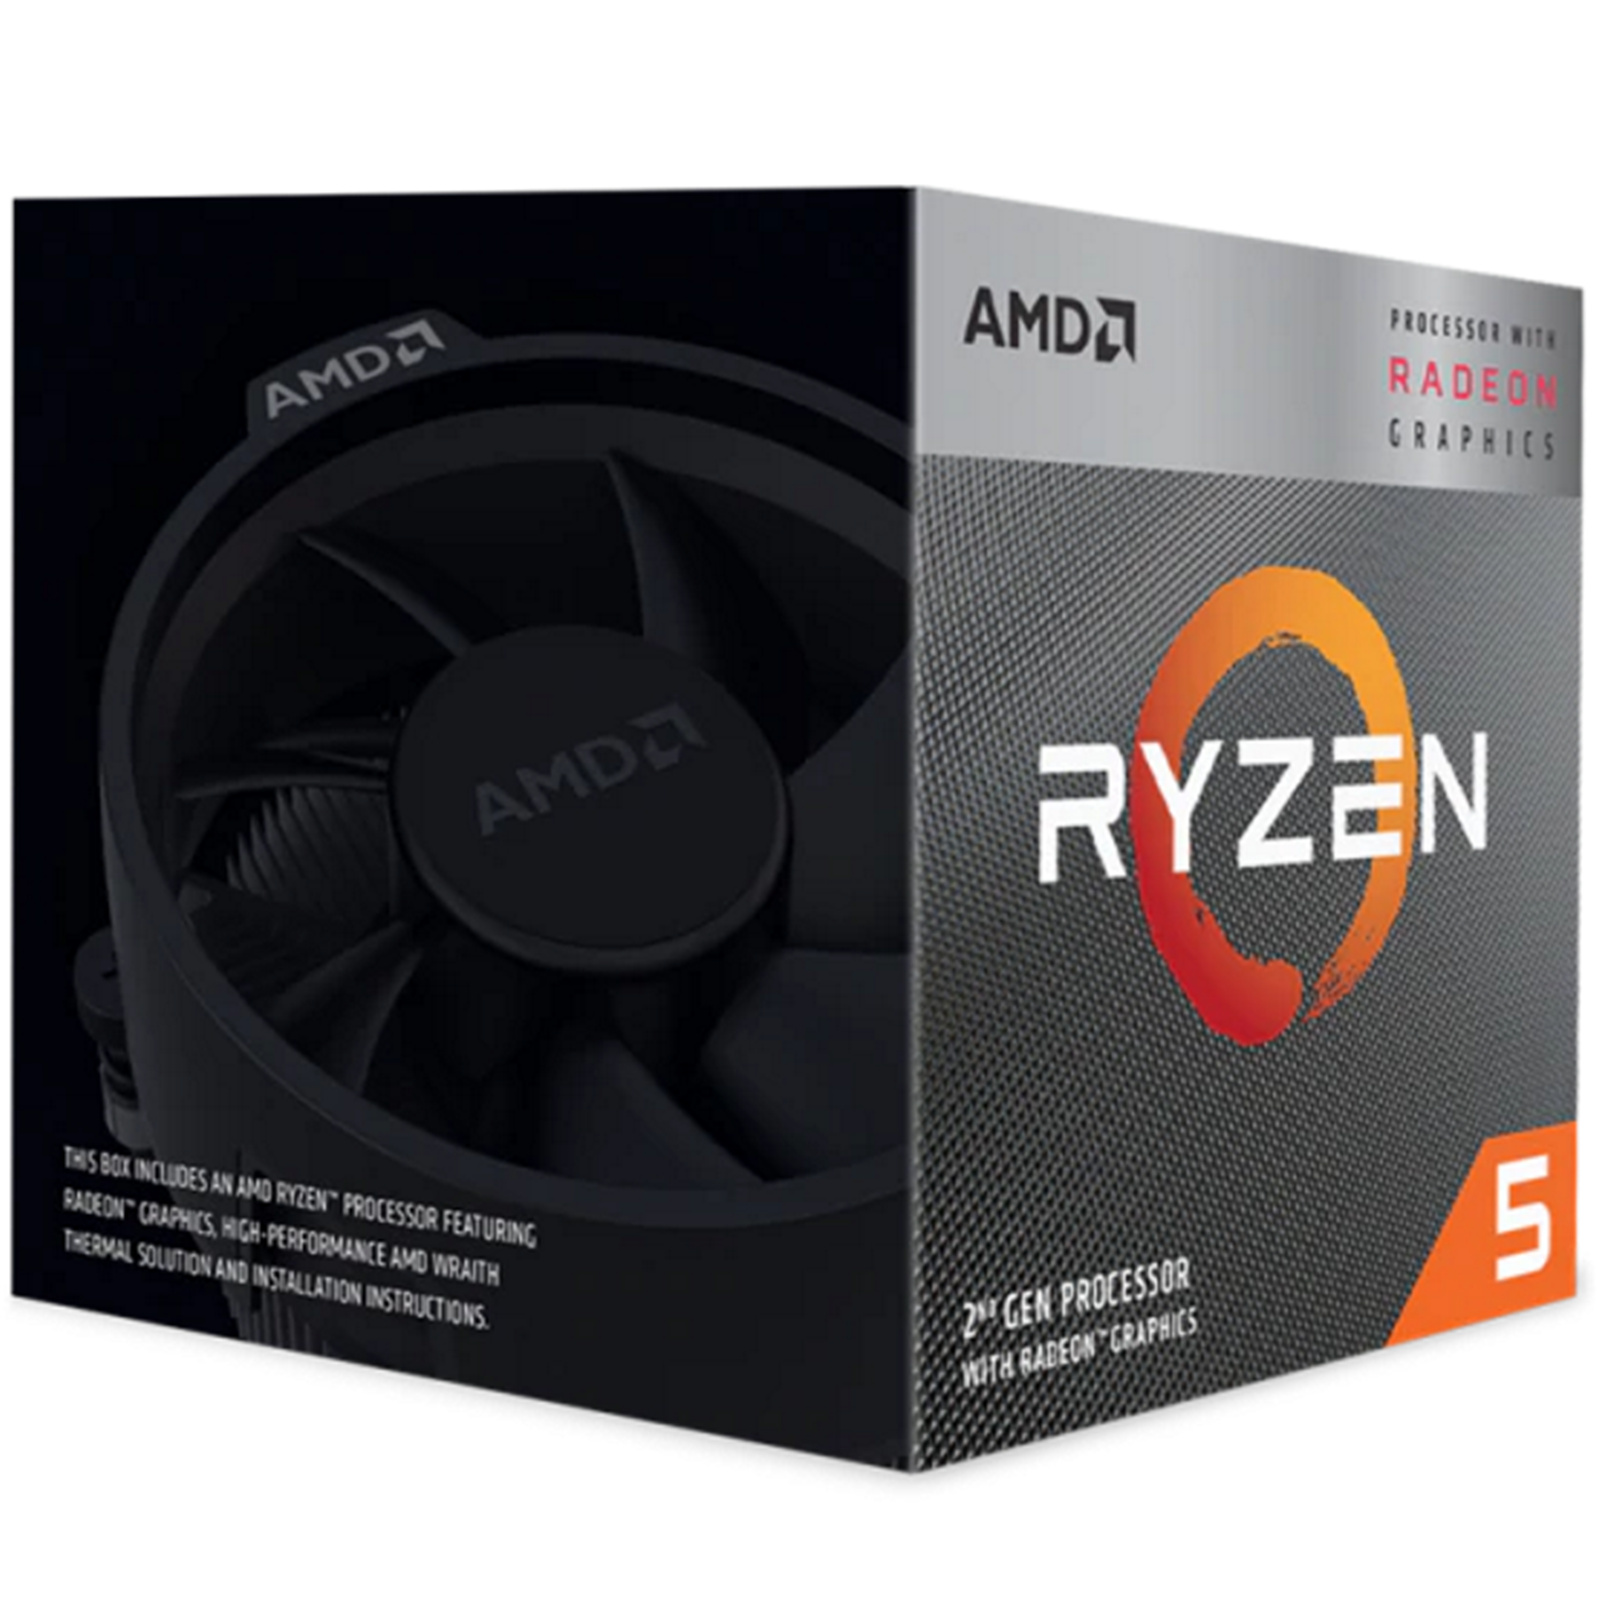 AMD
AMD
THIS BOX INCLUDES AN AMD RYZEN™ PROCESSOR FEATURING
RADEON™ GRAPHICS, HIGH-PERFORMANCE AMD WRAITH
THERMAL SOLUTION AND INSTALLATION INSTRUCTIONS.
AMD
PROCESSOR WITH
RADEON
GRAPHICS
RYZEN
5
2ND GEN PROCESSOR
WITH RADEON™ GRAPHICS